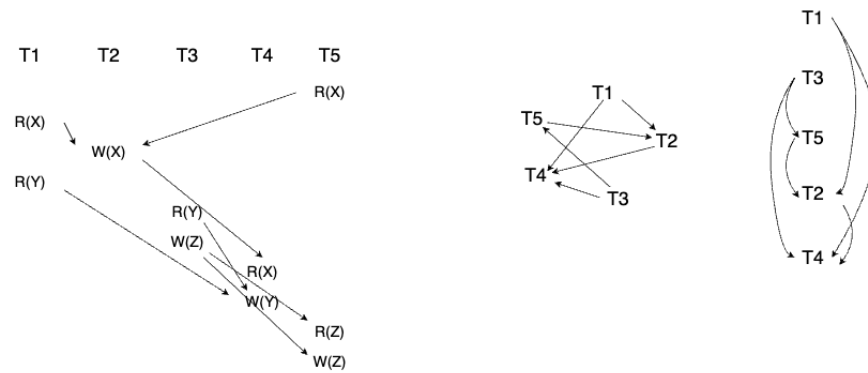 T1 T2 T3 T4 T5
R(X)
R(X)
W(X)
R(Y)
R(Y)
W(Z)
R(X)
W(Y)
R(Z)
W(Z)
T1
T5
T2
T4
T3
T1
T3
T5
T2
T4